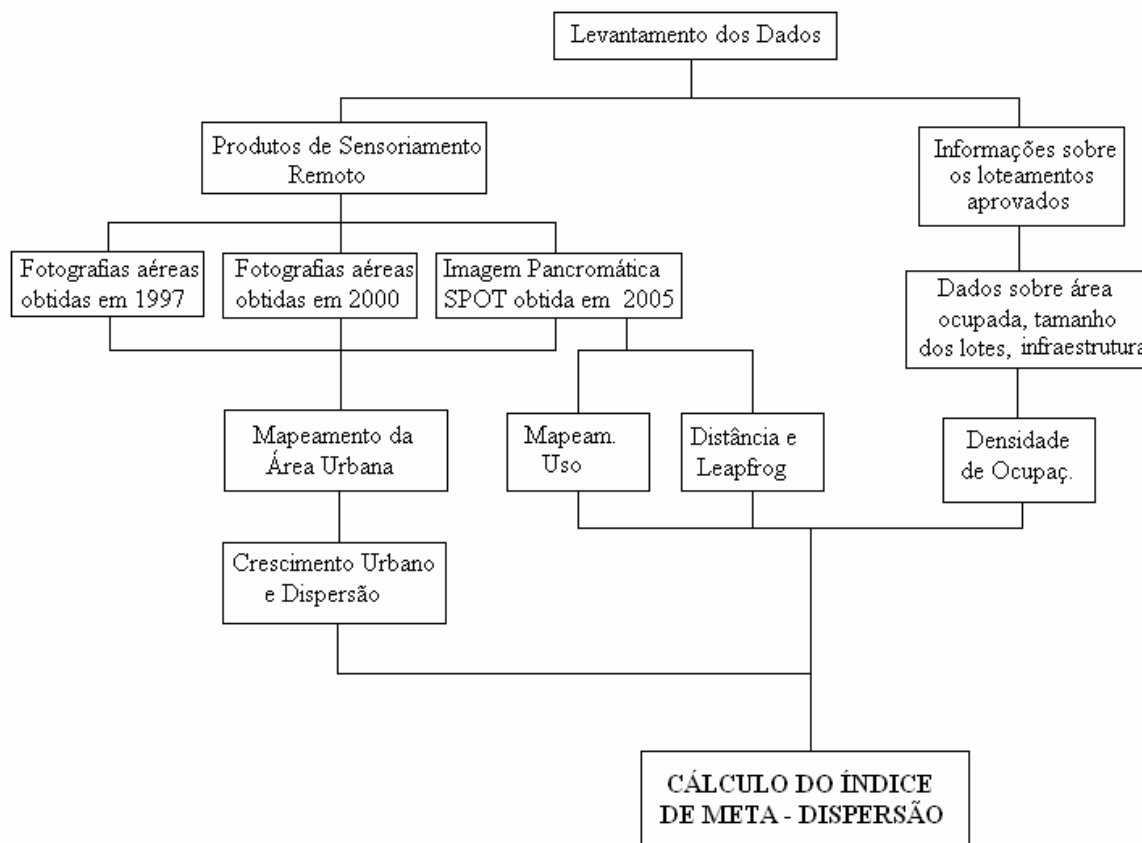 Levantamento dos Dados
Produtos de Sensoriamento
Remoto
Informações sobre
os loteamentos
aprovados
Fotografias aéreas
obtidas em 1997
Fotografias aéreas
obtidas em 2000
Imagem Pancromática
SPOT obtida em 2005
Dados sobre área
ocupada, tamanho
dos lotes, infraestrutura
Mapeamento da
Área Urbana
Mapeam.
Uso
Distância e
Leapfrog
Densidade
de Ocupaç.
Crescimento Urbano
e Dispersão
CÁLCULO DO ÍNDICE
DE META - DISPERSÃO